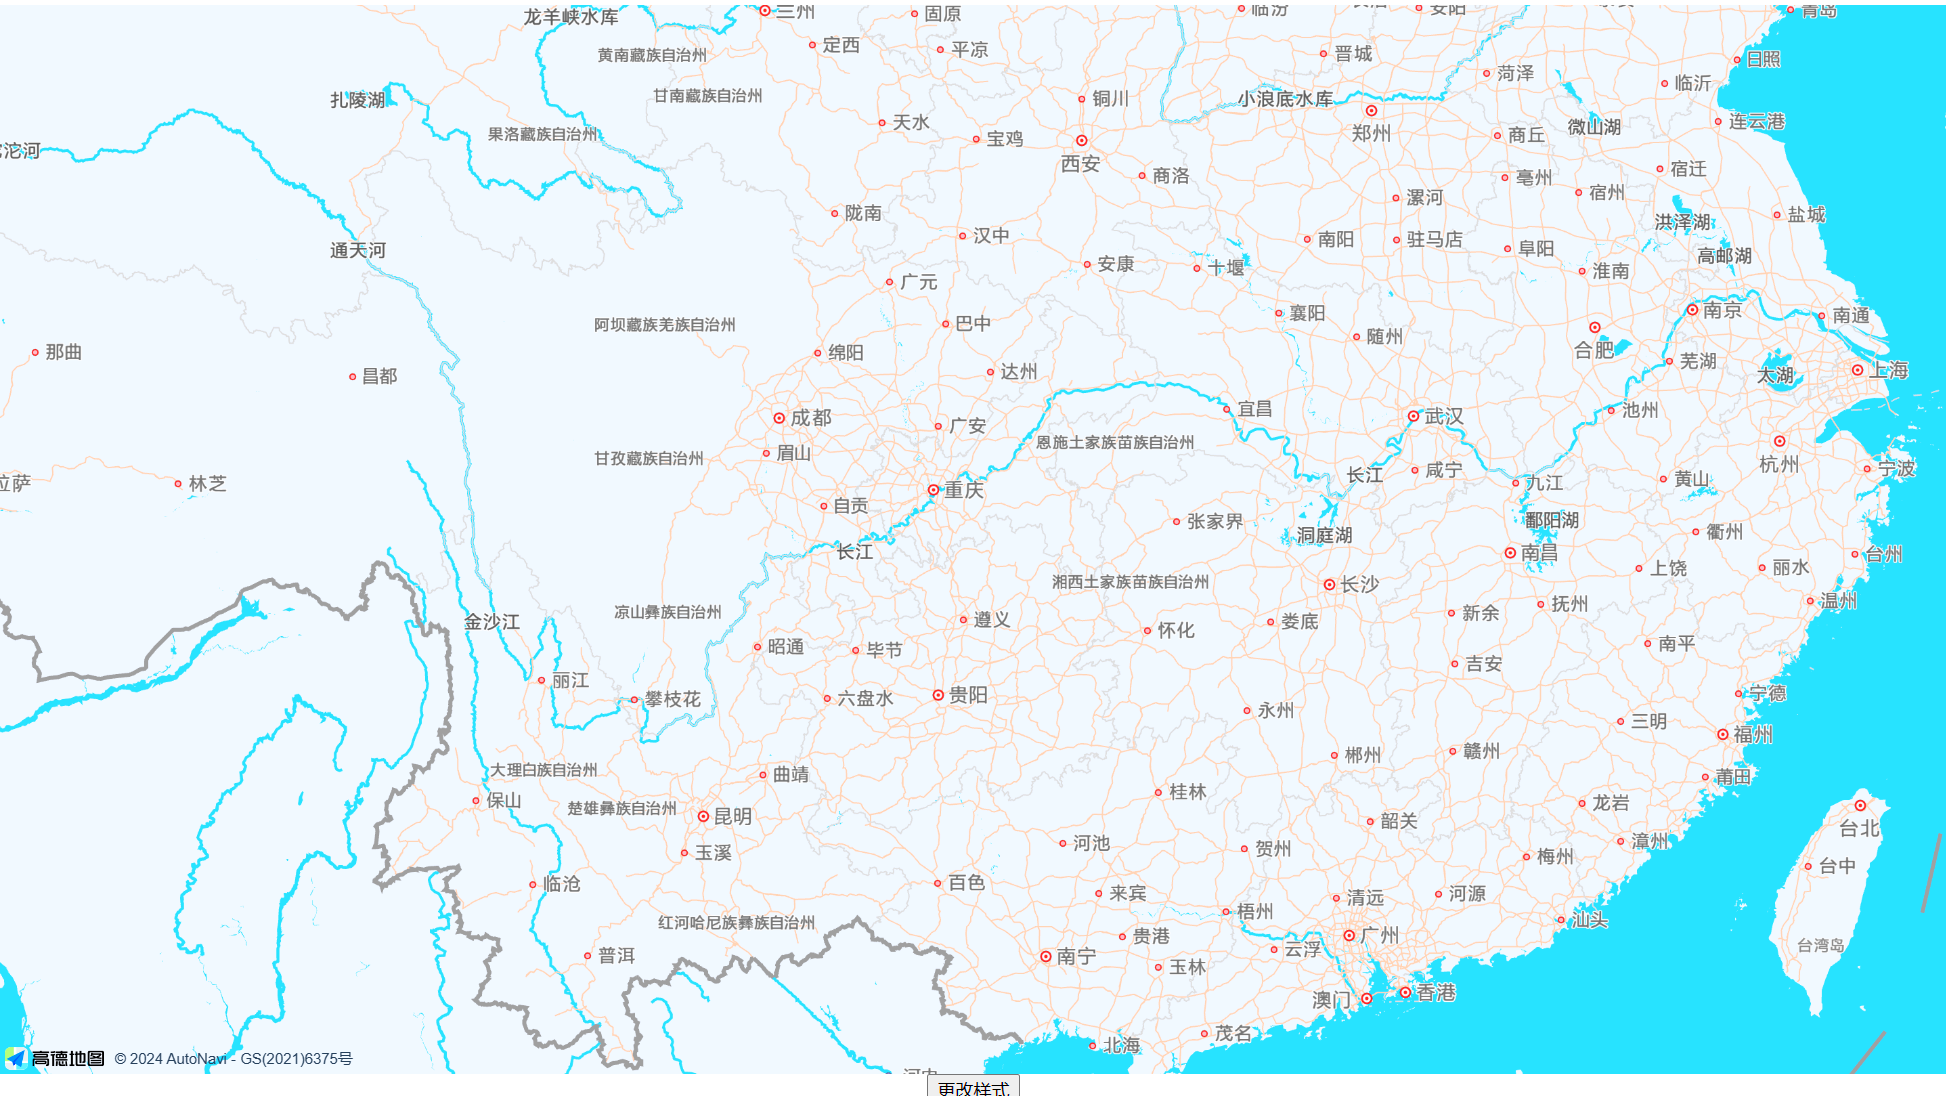 龙羊峡水库
兰州
固原
临汾
安阳
青岛
黄南藏族自治州
定西
平凉
晋城
菏泽
临沂
日照
扎陵湖
甘南藏族自治州
铜川
小浪底水库
果洛藏族自治州
天水
宝鸡
郑州
商丘
微山湖
连云港
沱河
西安
商洛
亳州
宿州
宿迁
陇南
漯河
洪泽湖
盐城
通天河
汉中
南阳
驻马店
阜阳
高邮湖
安康
十堰
淮南
广元
巴中
襄阳
南京
南通
阿坝藏族羌族自治州
随州
合肥
那曲
绵阳
芜湖
昌都
达州
太湖
上海
成都
广安
宜昌
武汉
池州
恩施土家族苗族自治州
甘孜藏族自治州
眉山
咸宁
长江
杭州
宁波
拉萨
林芝
重庆
九江
黄山
自贡
张家界
洞庭湖
鄱阳湖
衢州
长江
南昌
台州
湘西土家族苗族自治州
长沙
上饶
丽水
凉山彝族自治州
金沙江
遵义
怀化
娄底
新余
抚州
温州
昭通
毕节
南平
丽江
吉安
攀枝花
六盘水
贵阳
永州
宁德
三明
福州
大理白族自治州
曲靖
郴州
赣州
莆田
保山
楚雄彝族自治州
昆明
桂林
韶关
龙岩
台北
玉溪
河池
贺州
梅州
漳州
台中
临沧
百色
来宾
清远
河源
红河哈尼族彝族自治州
梧州
汕头
普洱
南宁
贵港
云浮
广州
台湾岛
玉林
澳门
香港
北海
茂名
高德地图 © 2024 AutoNavi - GS(2021)6375号
河内
更改样式